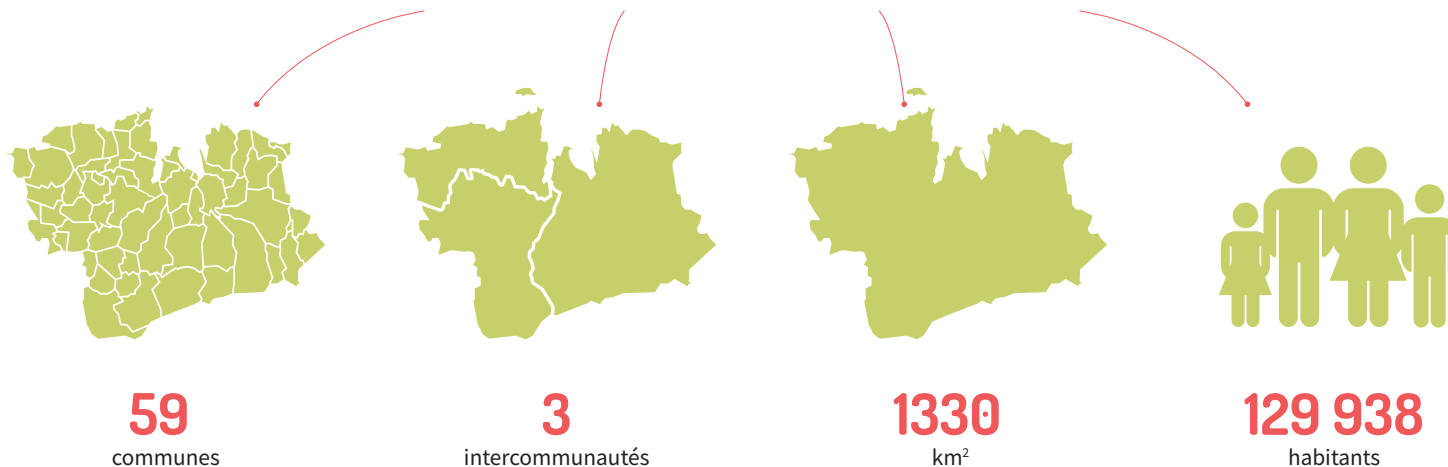 59
communes
3
intercommunautés
1330
km²
129 938
habitants